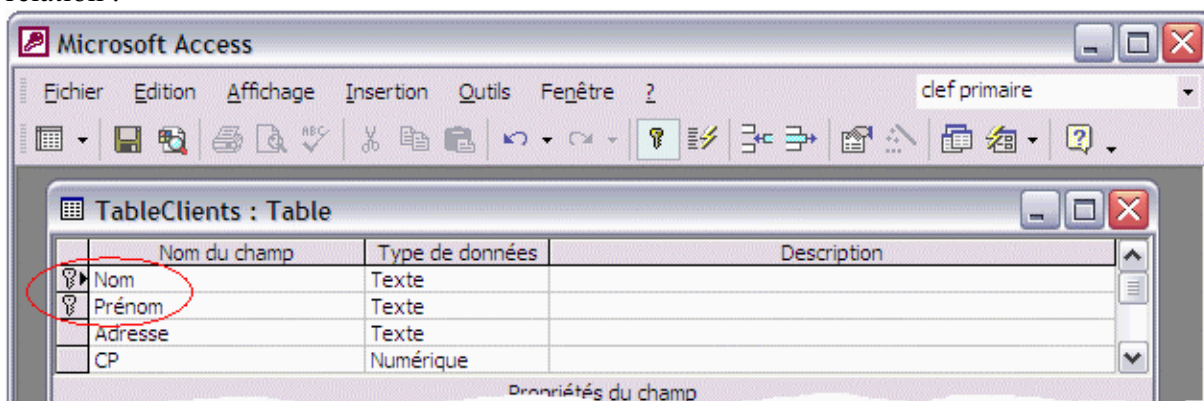 Microsoft Access
Fichier Edition Affichage Insertion Outils Fenêtre ? clef primaire
TableClients : Table
Nom du champ Type de données Description
Nom Texte
Prénom Texte
Adresse Texte
CP Numérique
Propriétés du champ